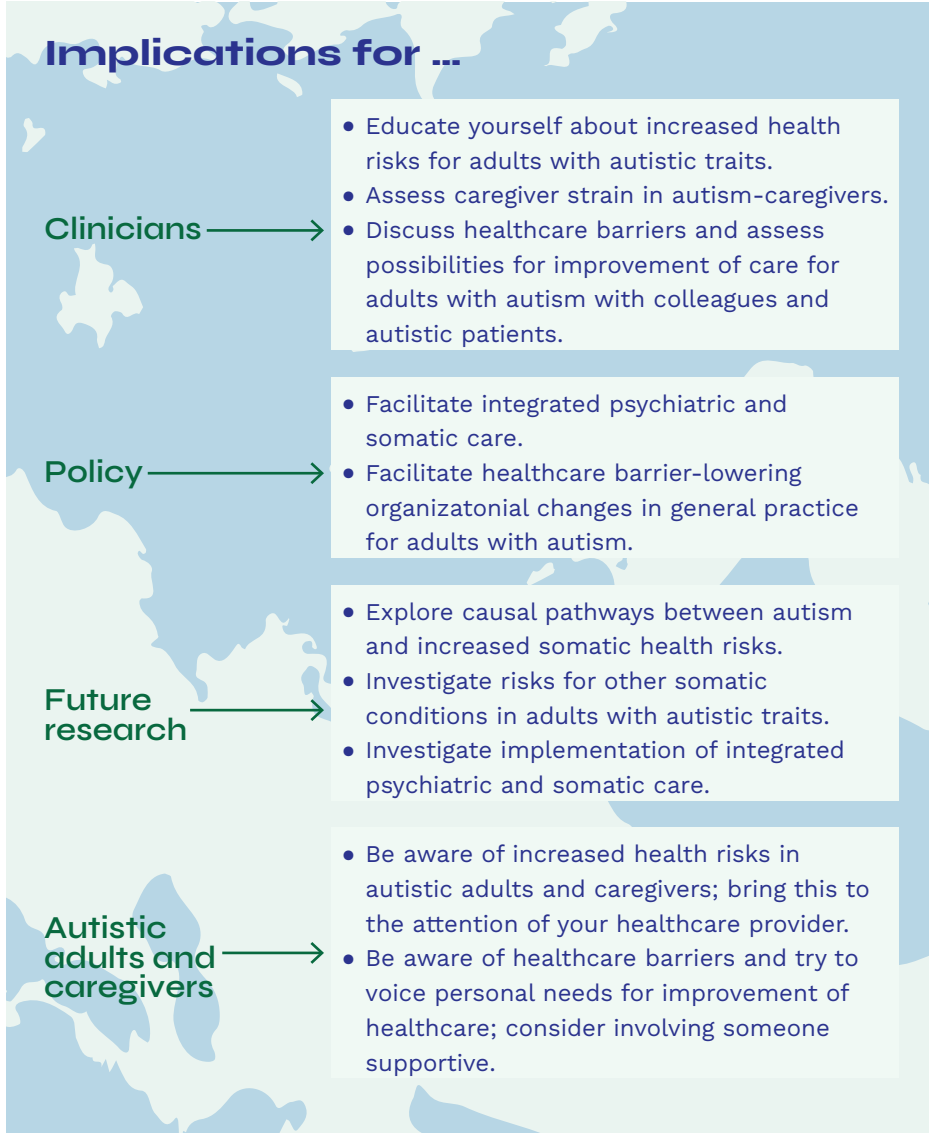 Implications for ...
Clinicians
• Educate yourself about increased health
risks for adults with autistic traits.
• Assess caregiver strain in autism-caregivers.
• Discuss healthcare barriers and assess
possibilities for improvement of care for
adults with autism with colleagues and
autistic patients.
Policy
• Facilitate integrated psychiatric and
somatic care.
• Facilitate healthcare barrier-lowering
organizatonial changes in general practice
for adults with autism.
Future
research
• Explore causal pathways between autism
and increased somatic health risks.
• Investigate risks for other somatic
conditions in adults with autistic traits.
• Investigate implementation of integrated
psychiatric and somatic care.
Autistic
adults and
caregivers
• Be aware of increased health risks in
autistic adults and caregivers; bring this to
the attention of your healthcare provider.
• Be aware of healthcare barriers and try to
voice personal needs for improvement of
healthcare; consider involving someone
supportive.